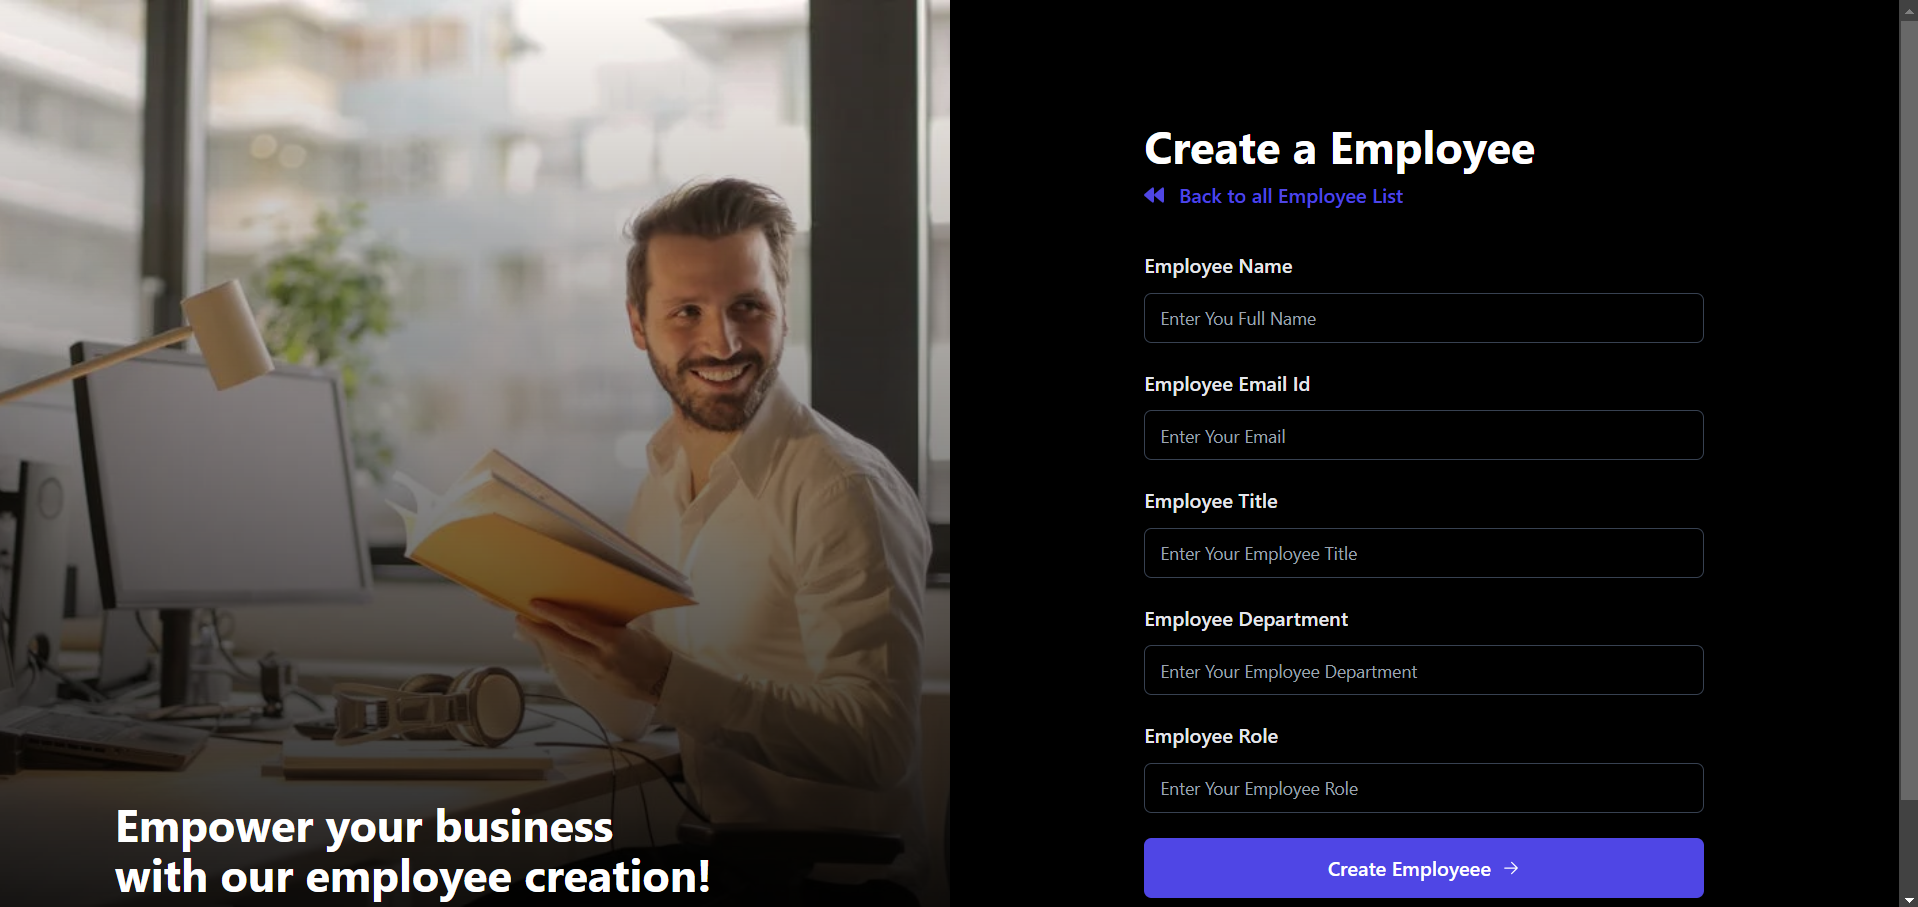 Create a Employee
Back to all Employee List
Employee Name
Enter You Full Name
Employee Email Id
Enter Your Email
Employee Title
Enter Your Employee Title
Employee Department
Enter Your Employee Department
Employee Role
Enter Your Employee Role
Create Employeee
Empower your business
with our employee creation!